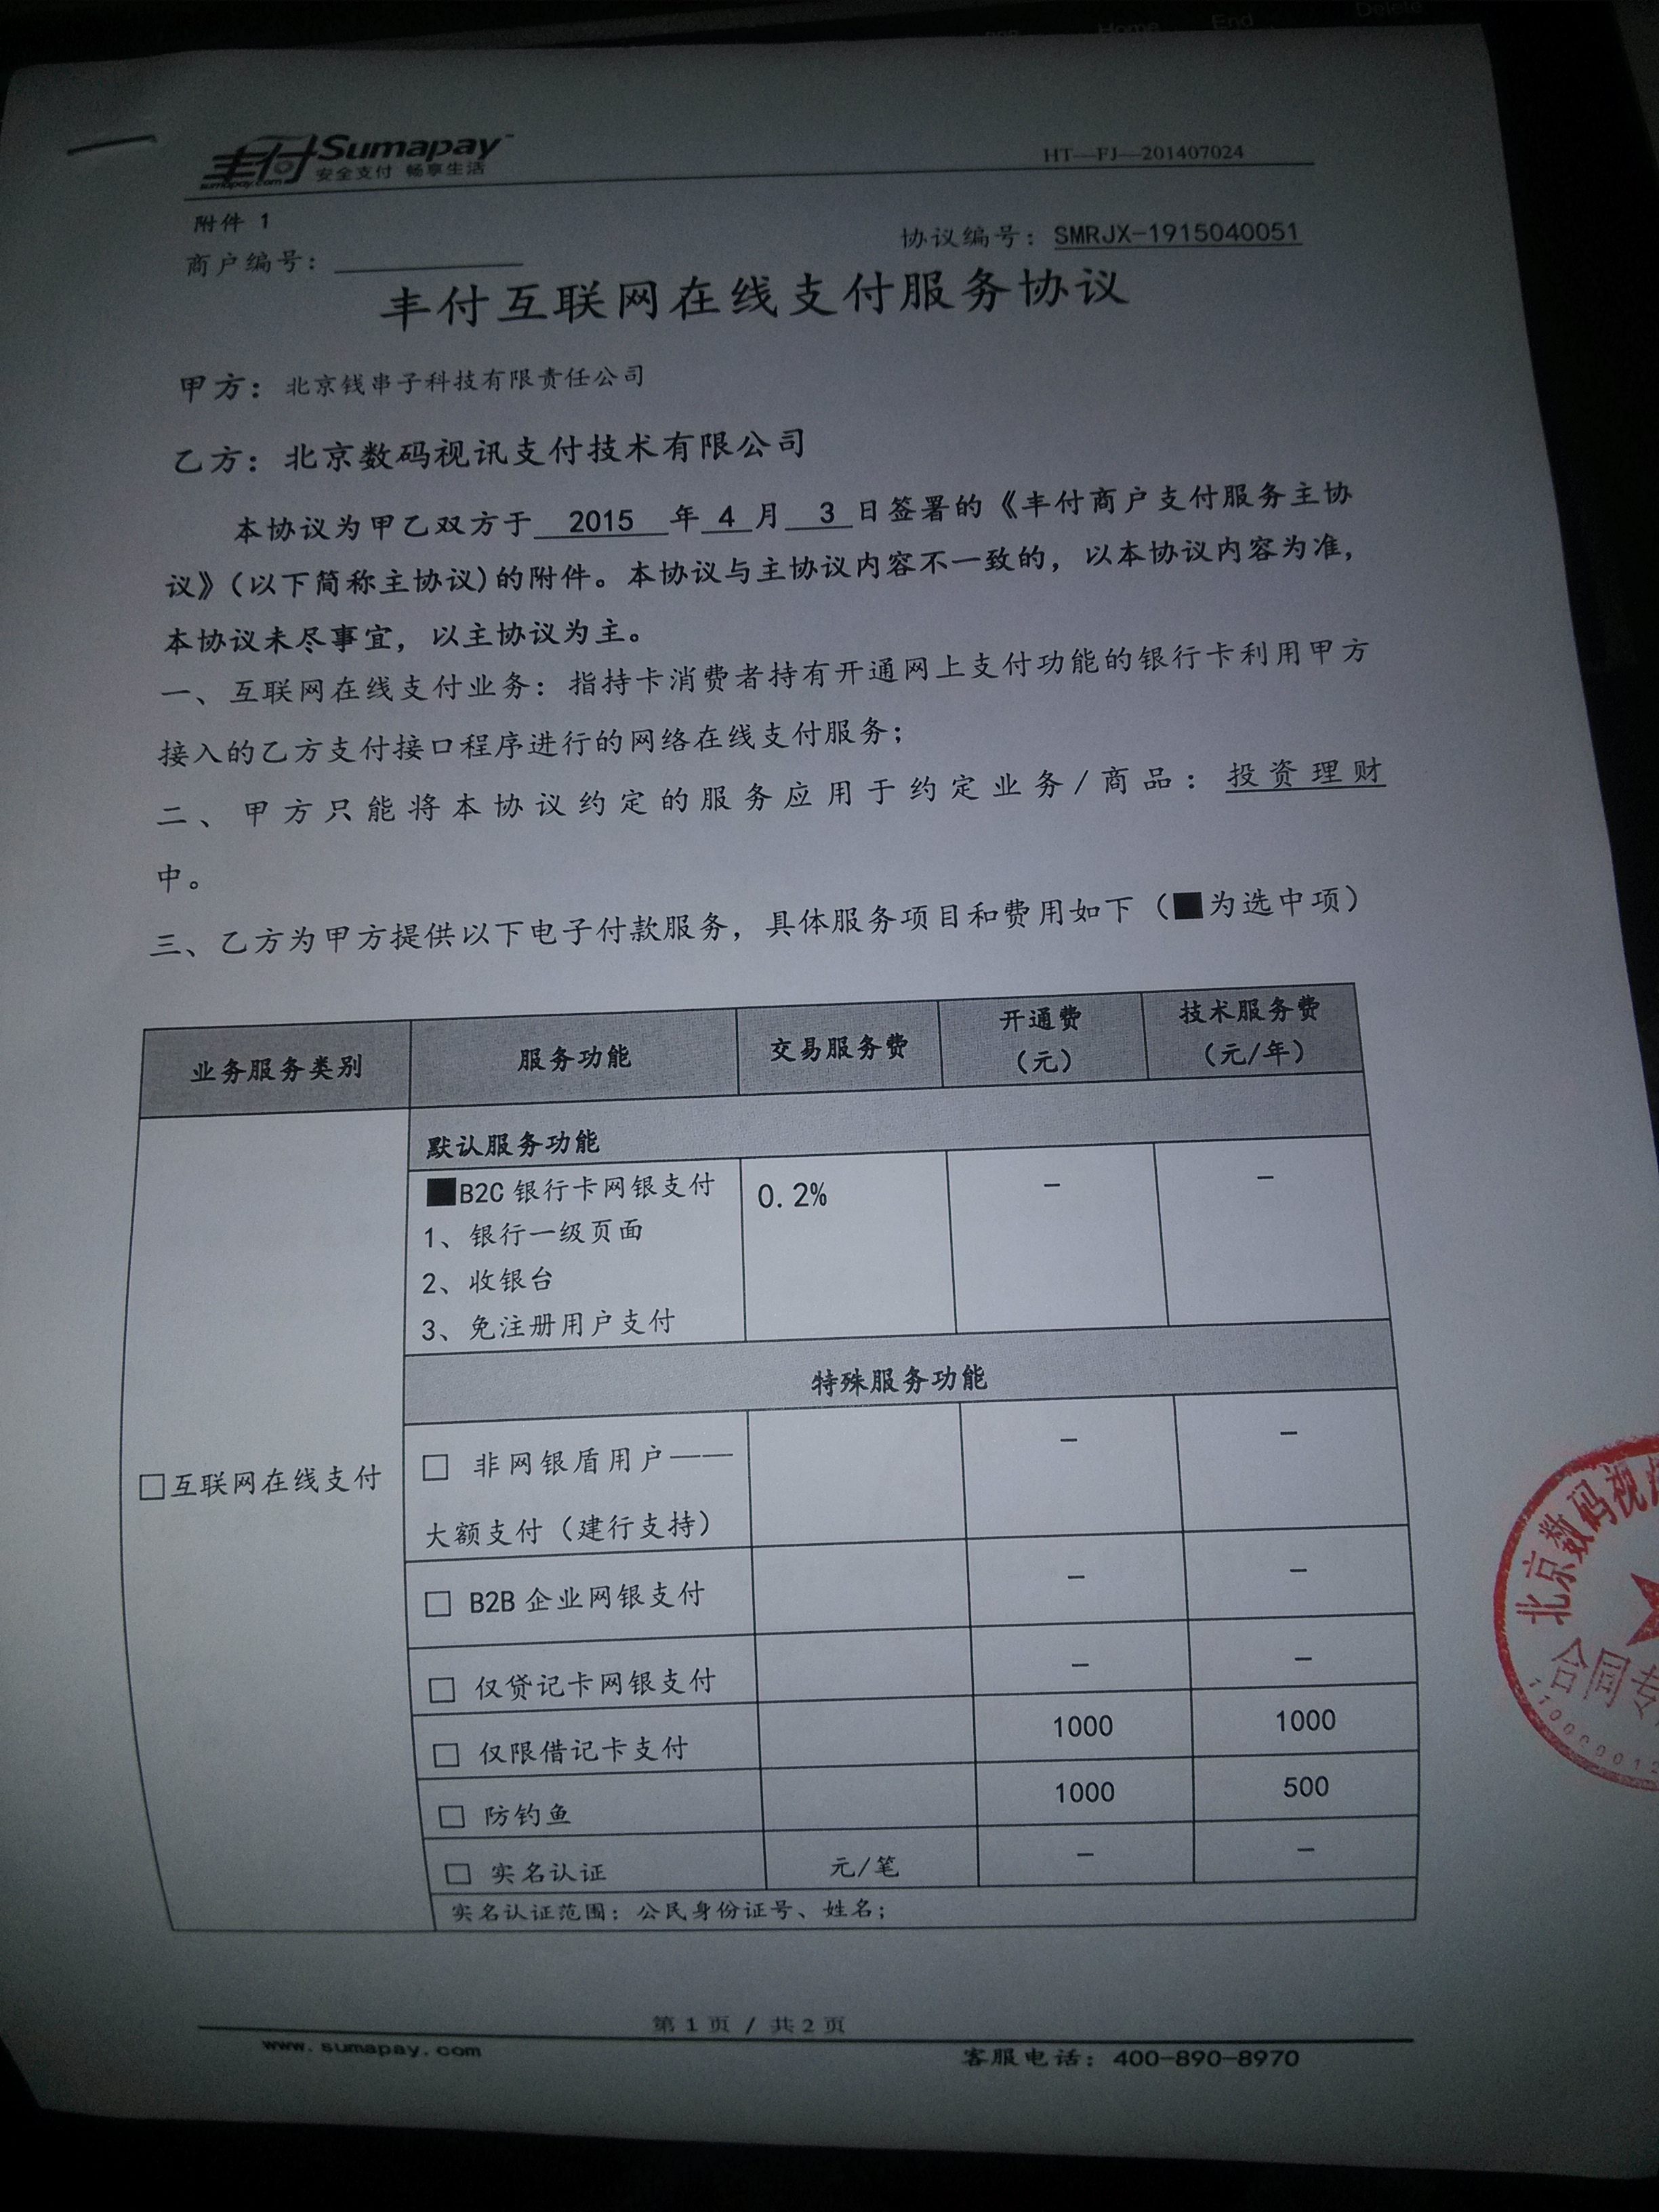 Home End Delete
丰付 Sumapay
sumapay.com 安全支付 畅享生活
HT—FJ—201407024
附件 1
商户编号：
协议编号：SMRJX-1915040051
丰付互联网在线支付服务协议
甲方：北京钱串子科技有限责任公司
乙方：北京数码视讯支付技术有限公司
本协议为甲乙双方于 2015 年 4 月 3 日签署的《丰付商户支付服务主协
议》（以下简称主协议）的附件。本协议与主协议内容不一致的，以本协议内容为准，
本协议未尽事宜，以主协议为主。
一、互联网在线支付业务：指持卡消费者持有开通网上支付功能的银行卡利用甲方
接入的乙方支付接口程序进行的网络在线支付服务；
二、甲方只能将本协议约定的服务应用于约定业务/商品：投资理财
中。
三、乙方为甲方提供以下电子付款服务，具体服务项目和费用如下（■为选中项）
业务服务类别 服务功能 交易服务费 开通费（元） 技术服务费（元/年）
默认服务功能
■B2C 银行卡网银支付 0.2% － －
1、银行一级页面
2、收银台
3、免注册用户支付
特殊服务功能
□互联网在线支付
□ 非网银盾用户—— － －
大额支付（建行支持）
□ B2B 企业网银支付 － －
□ 仅贷记卡网银支付 － －
□ 仅限借记卡支付 1000 1000
□ 防钓鱼 1000 500
□ 实名认证 元/笔 － －
实名认证范围：公民身份证号、姓名；
北京数码视
合同专
第 1 页 / 共 2 页
www.sumapay.com
客服电话：400-890-8970